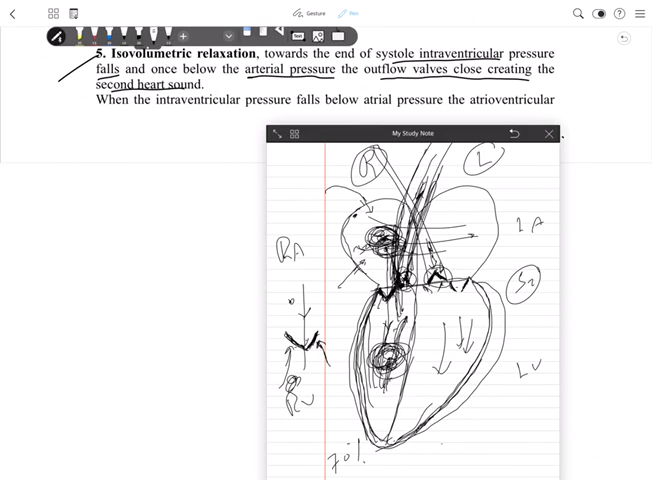 Gesture Pen
Text
5. Isovolumetric relaxation, towards the end of systole intraventricular pressure
falls and once below the arterial pressure the outflow valves close creating the
second heart sound.
When the intraventricular pressure falls below atrial pressure the atrioventricular
My Study Note
R L
LA
RA
S2
LV
RV
70%